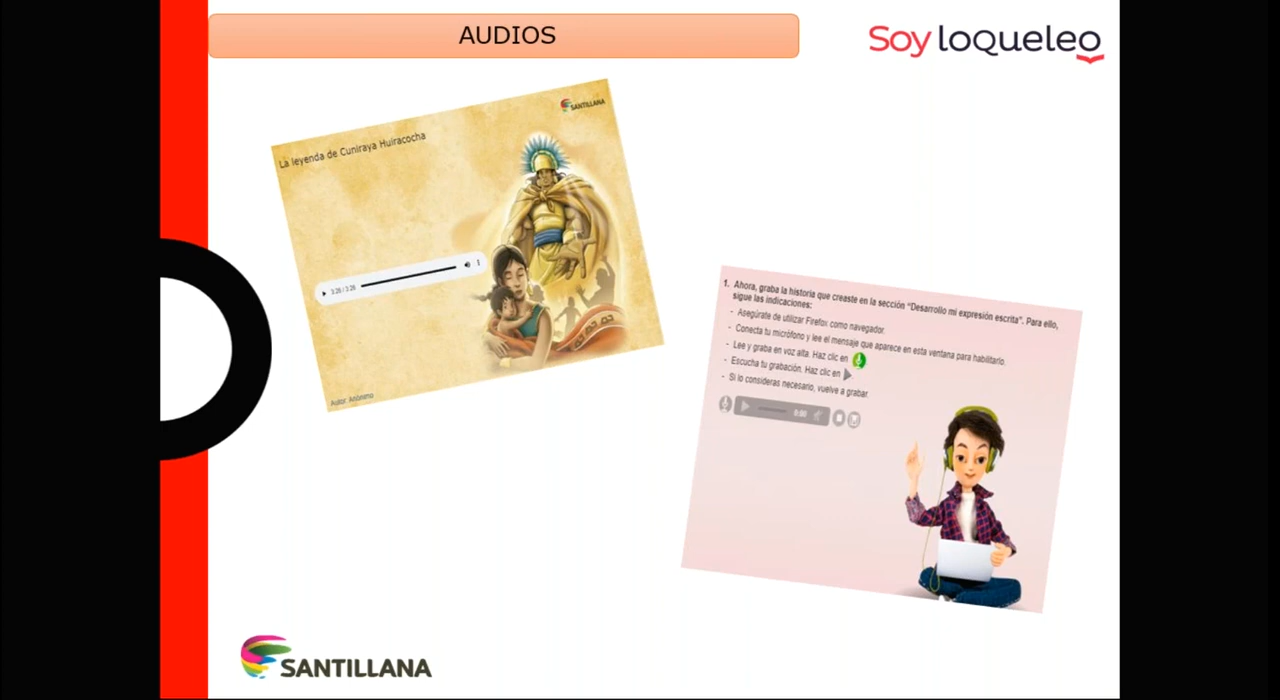 AUDIOS
Soy loqueleo
SANTILLANA
La leyenda de Cuniraya Huiracocha
3:28 / 3:28
Autor: Anónimo
1. Ahora, graba la historia que creaste en la sección "Desarrollo mi expresión escrita". Para ello,
sigue las indicaciones:
- Asegúrate de utilizar Firefox como navegador.
- Conecta tu micrófono y lee el mensaje que aparece en esta ventana para habilitarlo.
- Lee y graba en voz alta. Haz clic en
- Escucha tu grabación. Haz clic en
- Si lo consideras necesario, vuelve a grabar.
0:00
SANTILLANA